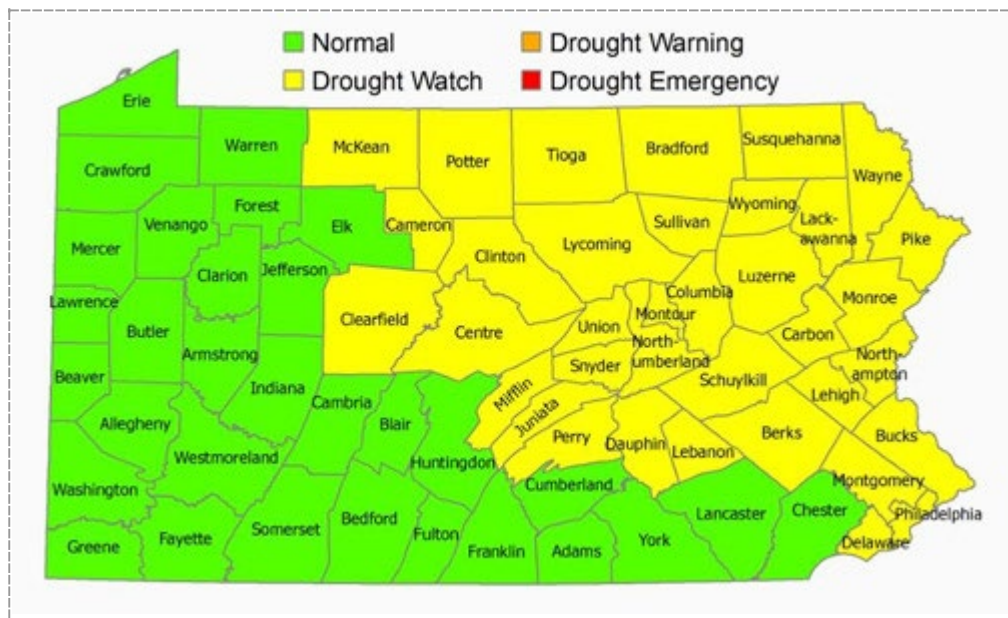 Normal
Drought Warning
Drought Watch
Drought Emergency
Erie
Warren
McKean
Potter
Tioga
Bradford
Susquehanna
Crawford
Wayne
Forest
Venango
Elk
Cameron
Sullivan
Wyoming
Lack-
awanna
Mercer
Clarion
Jefferson
Clinton
Lycoming
Pike
Luzerne
Lawrence
Butler
Clearfield
Centre
Columbia
Monroe
Union
Montour
Carbon
Armstrong
Snyder
North-
umberland
North-
ampton
Beaver
Indiana
Cambria
Mifflin
Schuylkill
Lehigh
Allegheny
Blair
Juniata
Perry
Dauphin
Lebanon
Berks
Bucks
Westmoreland
Huntingdon
Washington
Cumberland
Montgomery
Somerset
Bedford
Lancaster
Chester
Philadelphia
Greene
Fayette
Fulton
Franklin
Adams
York
Delaware